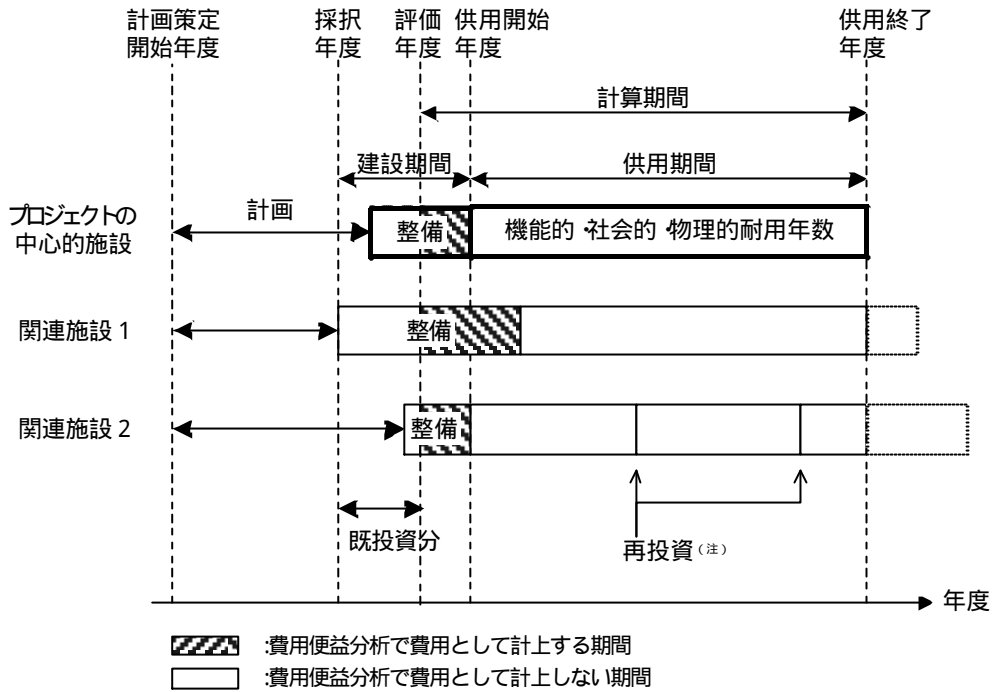 計画策定
開始年度
採択
年度
評価
年度
供用開始
年度
供用終了
年度
計算期間
建設期間
供用期間
プロジェクトの
中心的施設
計画
整備
機能的・社会的・物理的耐用年数
関連施設1
整備
関連施設2
整備
既投資分
再投資(注)
年度
:費用便益分析で費用として計上する期間
:費用便益分析で費用として計上しない期間